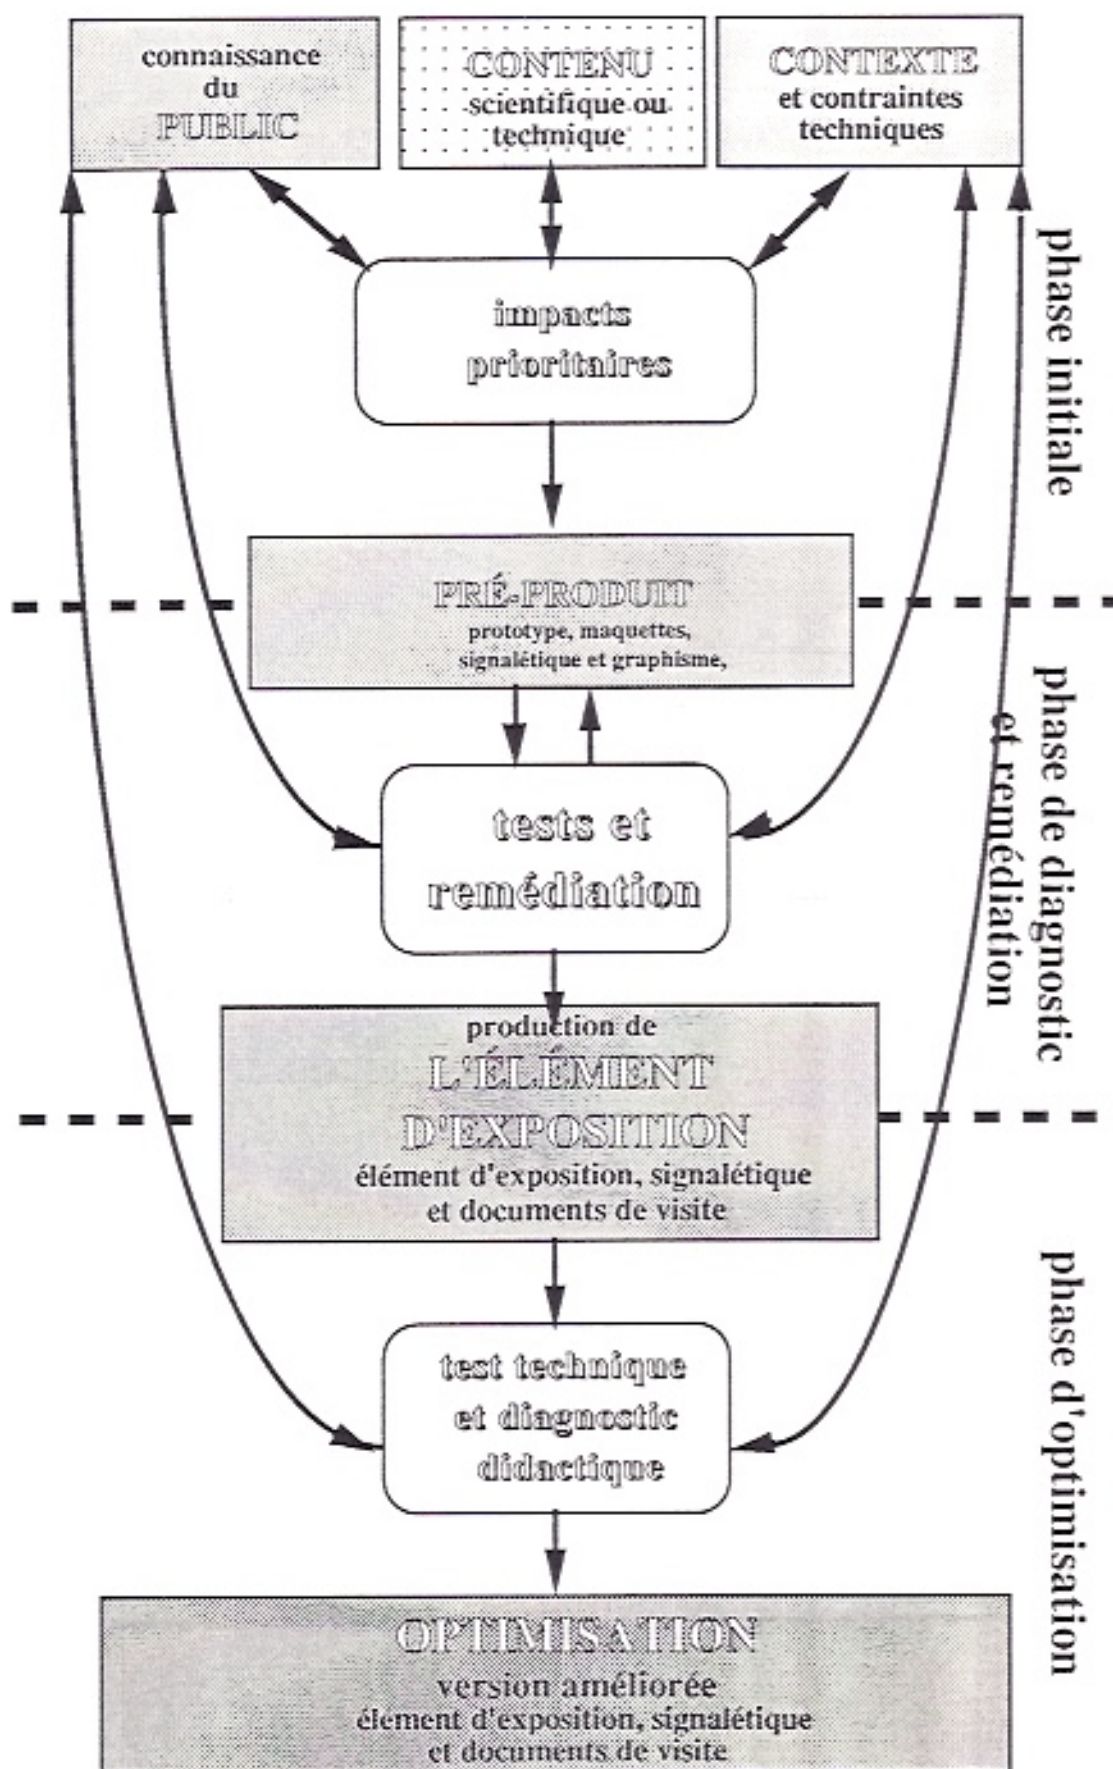 connaissance
du
PUBLIC
CONTENU
scientifique ou
technique
CONTEXTE
et contraintes
techniques
impacts
prioritaires
phase initiale
PRÉ-PRODUIT
prototype, maquettes,
signalétique et graphisme,
tests et
remédiation
phase de diagnostic
et remédiation
production de
L'ÉLÉMENT
D'EXPOSITION
élément d'exposition, signalétique
et documents de visite
test technique
et diagnostic
didactique
phase d'optimisation
OPTIMISATION
version améliorée
élément d'exposition, signalétique
et documents de visite